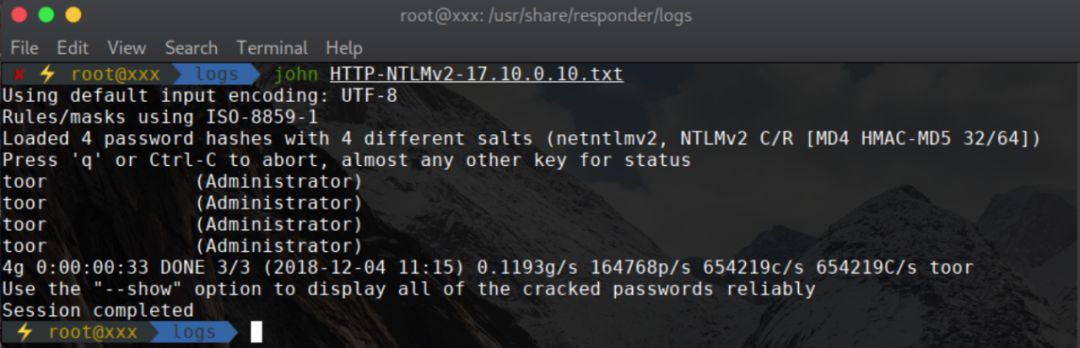 root@xxx: /usr/share/responder/logs
File Edit View Search Terminal Help
✘ ⚡ root@xxx logs john HTTP-NTLMv2-17.10.0.10.txt
Using default input encoding: UTF-8
Rules/masks using ISO-8859-1
Loaded 4 password hashes with 4 different salts (netntlmv2, NTLMv2 C/R [MD4 HMAC-MD5 32/64])
Press 'q' or Ctrl-C to abort, almost any other key for status
toor (Administrator)
toor (Administrator)
toor (Administrator)
toor (Administrator)
4g 0:00:00:33 DONE 3/3 (2018-12-04 11:15) 0.1193g/s 164768p/s 654219c/s 654219C/s toor
Use the "--show" option to display all of the cracked passwords reliably
Session completed
⚡ root@xxx logs